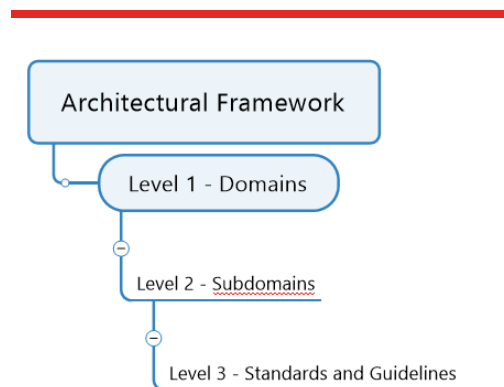 Architectural Framework
Level 1 - Domains
Level 2 - Subdomains
Level 3 - Standards and Guidelines